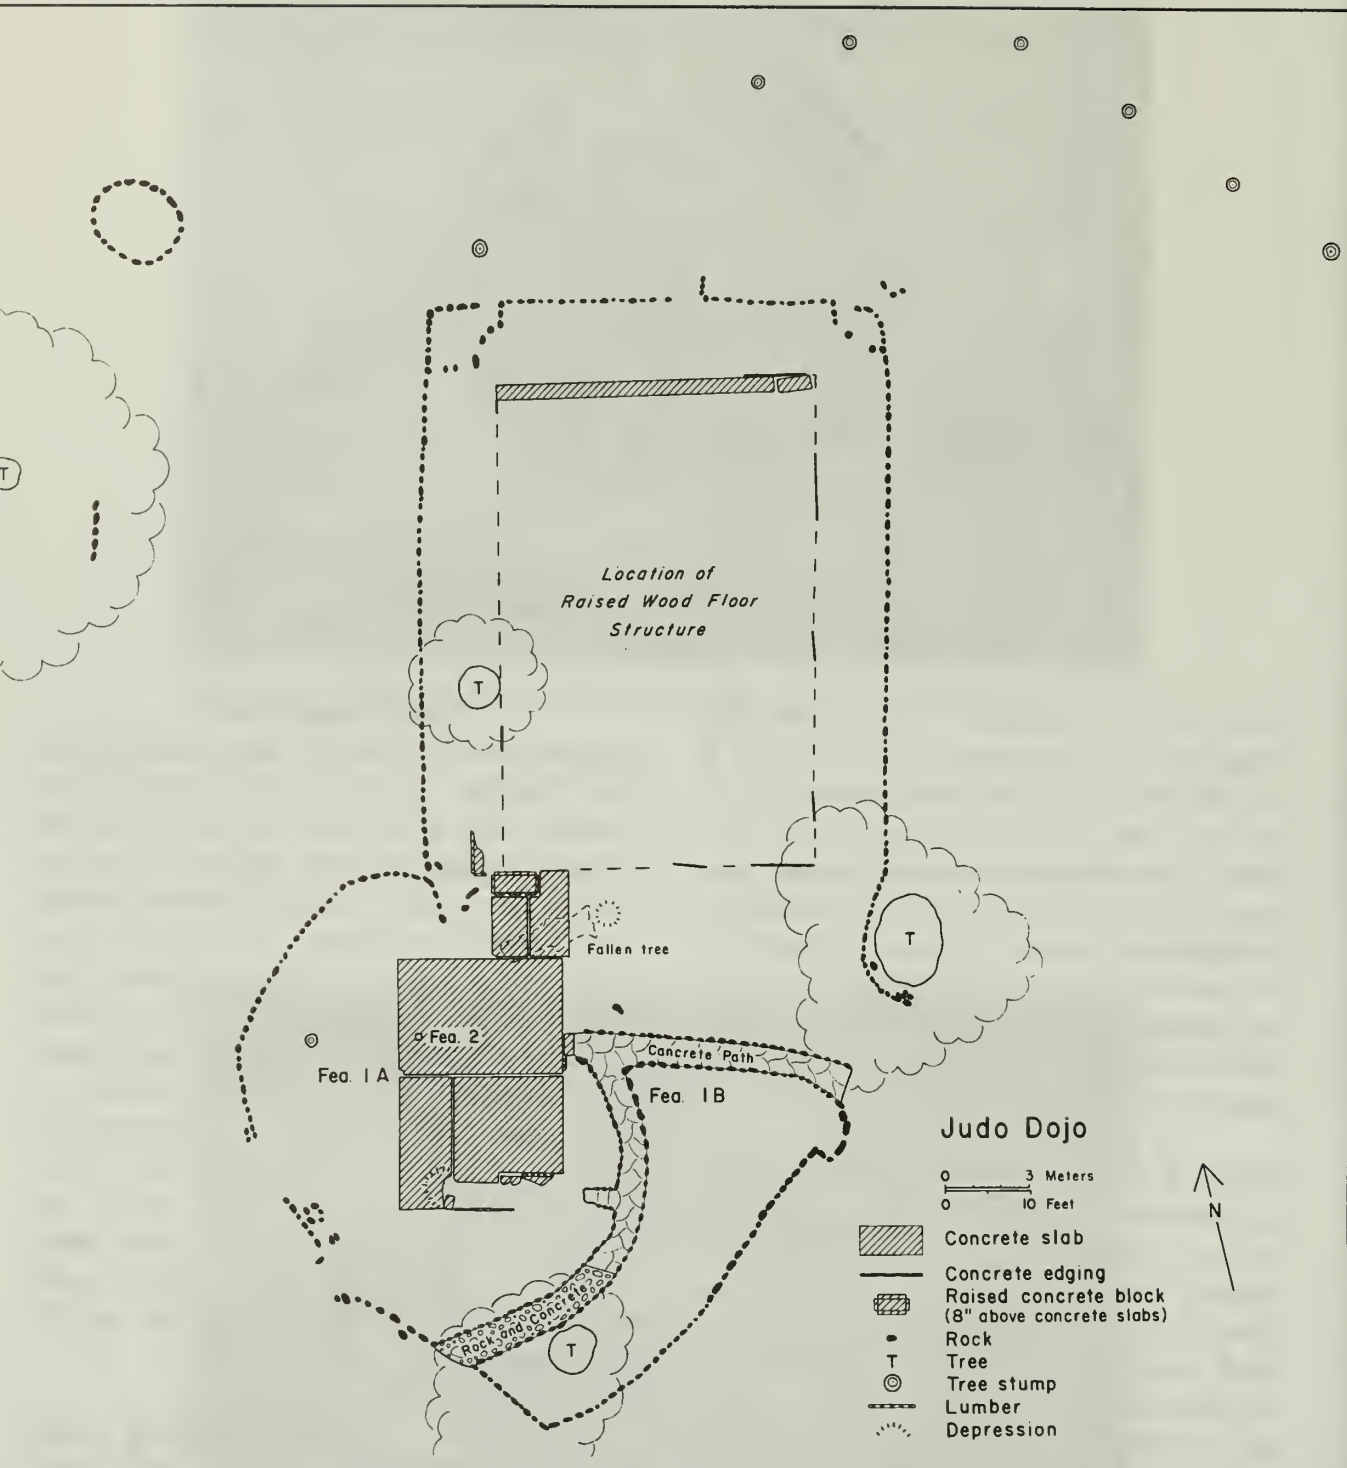 T
Location of
Raised Wood Floor
Structure
T
Fallen tree
T
Fea. 2
Concrete Path
Fea. 1A
Fea. 1B
Rock and Concrete
T
Judo Dojo
0 3 Meters
0 10 Feet
N
Concrete slab
Concrete edging
Raised concrete block
(8" above concrete slabs)
Rock
T Tree
Tree stump
Lumber
Depression